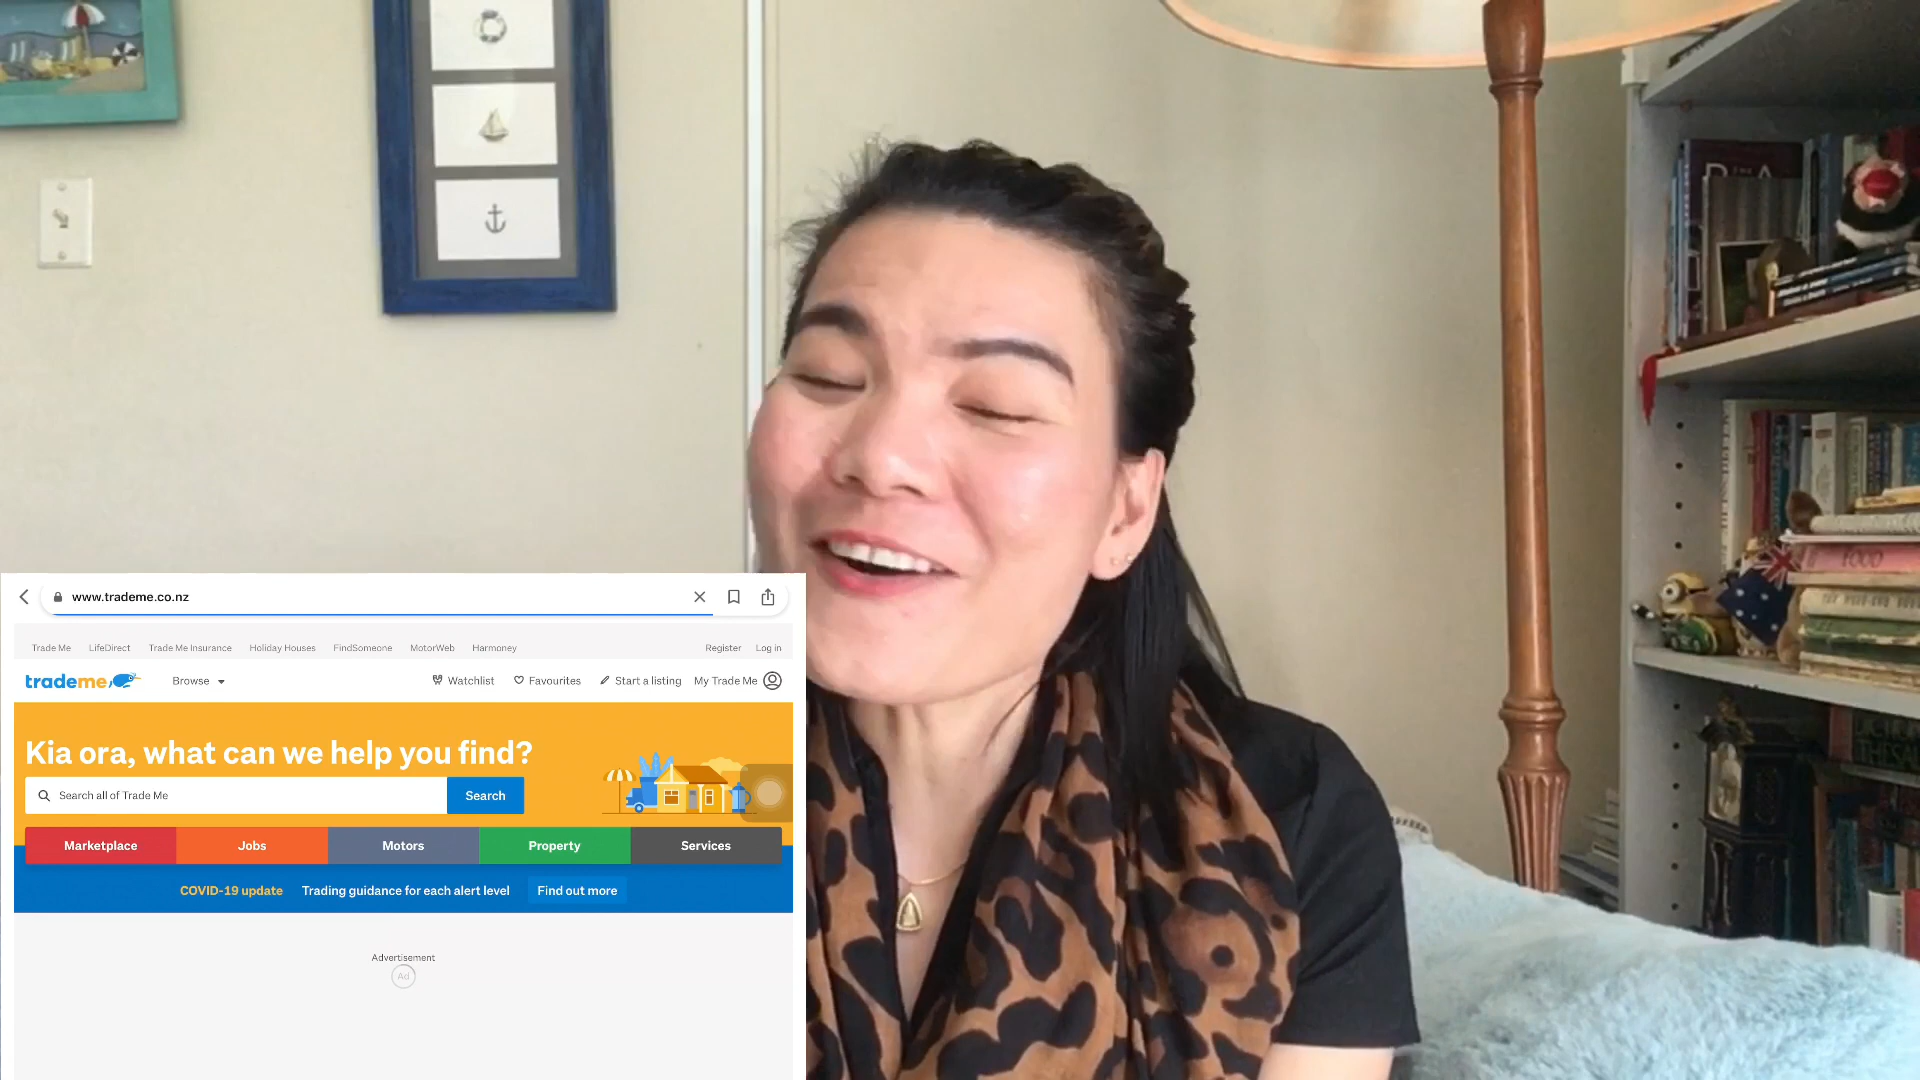 www.trademe.co.nz
Trade Me LifeDirect Trade Me Insurance Holiday Houses FindSomeone MotorWeb Harmoney Register Log in
trademe Browse Watchlist Favourites Start a listing My Trade Me
Kia ora, what can we help you find?
Search all of Trade Me Search
Marketplace Jobs Motors Property Services
COVID-19 update Trading guidance for each alert level Find out more
Advertisement
Ad
FOOD